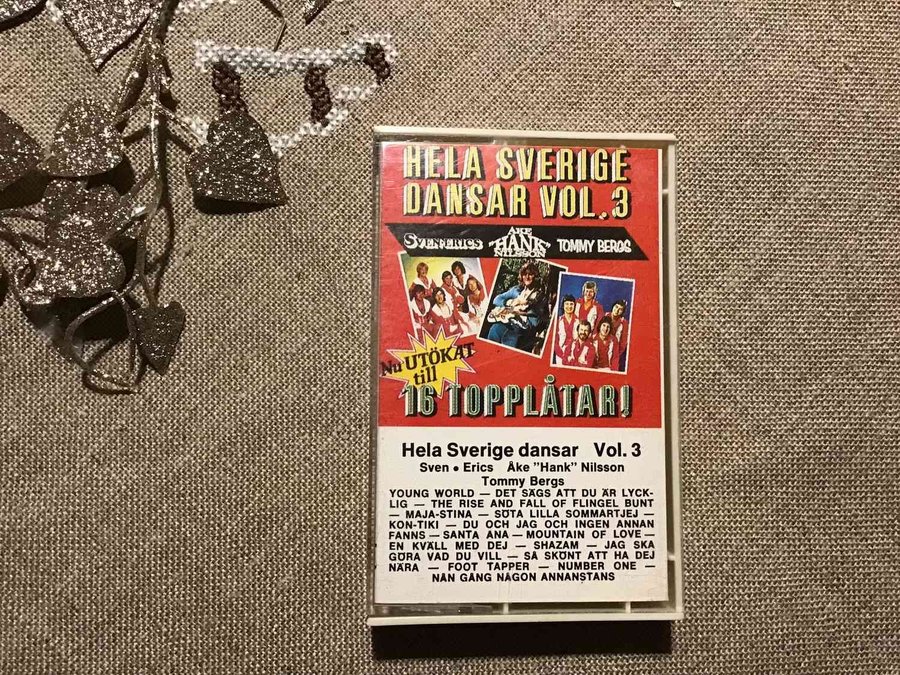 HELA SVERIGE
DANSAR VOL.3
SVENERICS ÅKE "HANK" NILSSON TOMMY BERGS
Nu UTÖKAT
till
16 TOPPLÅTAR!
Hela Sverige dansar Vol. 3
Sven • Erics Åke "Hank" Nilsson
Tommy Bergs
YOUNG WORLD — DET SÄGS ATT DU ÄR LYCK-
LIG — THE RISE AND FALL OF FLINGEL BUNT
— MAJA-STINA — SÖTA LILLA SOMMARTJEJ —
KON-TIKI — DU OCH JAG OCH INGEN ANNAN
FANNS — SANTA ANA — MOUNTAIN OF LOVE —
EN KVÄLL MED DEJ — SHAZAM — JAG SKA
GÖRA VAD DU VILL — SÅ SKÖNT ATT HA DEJ
NÄRA — FOOT TAPPER — NUMBER ONE —
NÅN GÅNG NÅGON ANNANSTANS